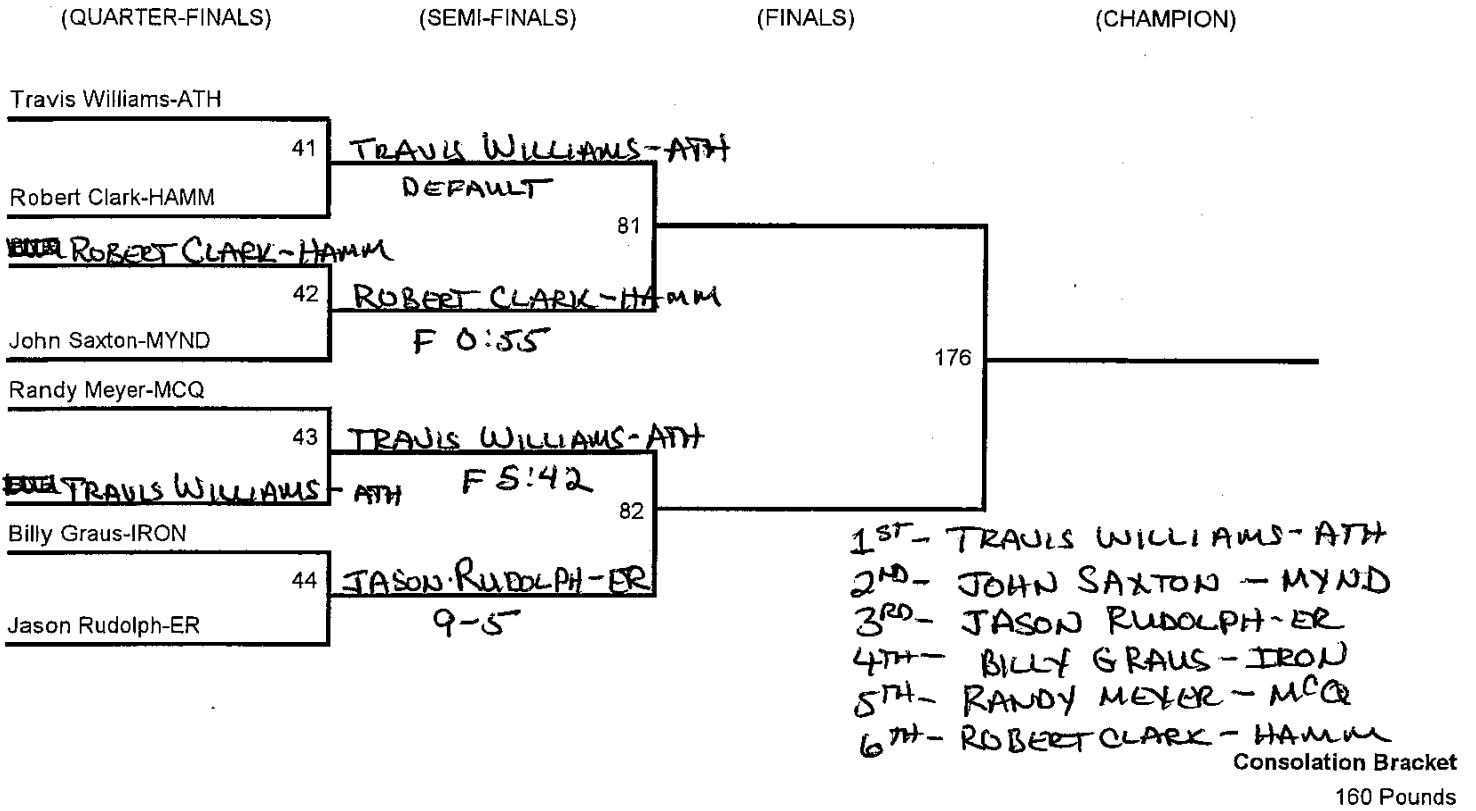 (QUARTER-FINALS) (SEMI-FINALS) (FINALS) (CHAMPION)
Travis Williams-ATH
41 TRAVIS WILLIAMS-ATH
DEFAULT
Robert Clark-HAMM
81
ROBERT CLARK-HAMM
42 ROBERT CLARK-HAMM
F 0:55
John Saxton-MYND
176
Randy Meyer-MCQ
43 TRAVIS WILLIAMS-ATH
F 5:42
TRAVIS WILLIAMS-ATH
82
Billy Graus-IRON
44 JASON RUDOLPH-ER
9-5
Jason Rudolph-ER
1ST- TRAVIS WILLIAMS-ATH
2ND- JOHN SAXTON - MYND
3RD- JASON RUDOLPH-ER
4TH- BILLY GRAUS-IRON
5TH- RANDY MEYER-MCQ
6TH- ROBERT CLARK-HAMM
Consolation Bracket
160 Pounds